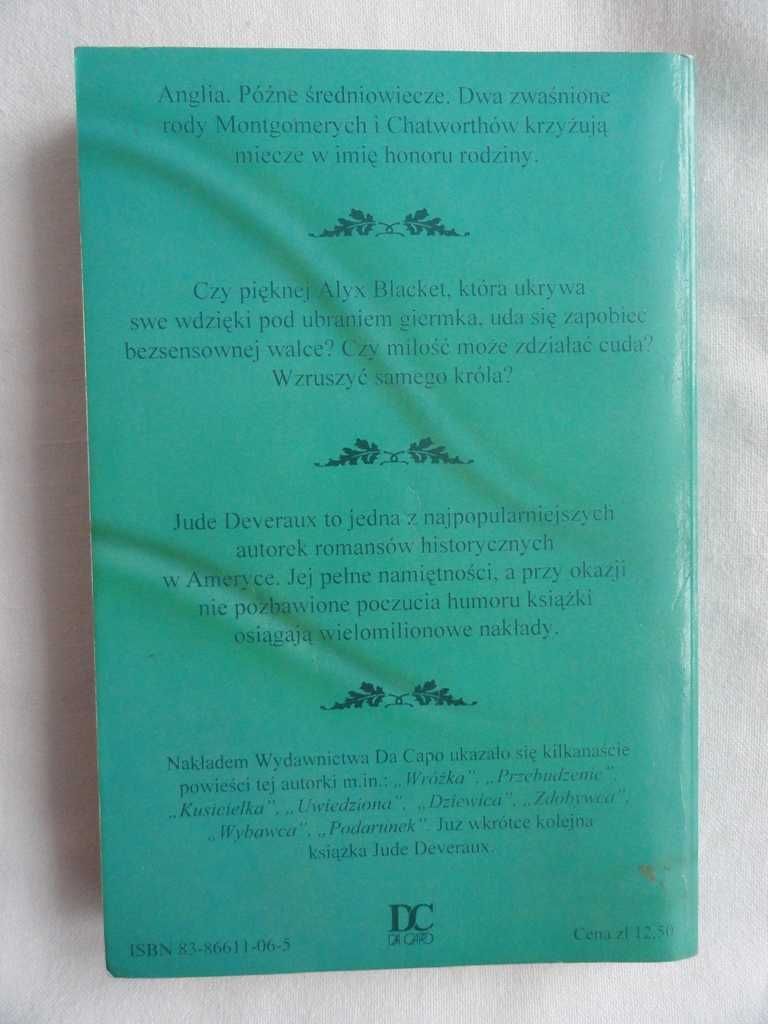 Anglia. Późne średniowiecze. Dwa zwaśnione
rody Montgomerych i Chatworthów krzyżują
miecze w imię honoru rodziny.
Czy pięknej Alyx Blacket, która ukrywa
swe wdzięki pod ubraniem giermka, uda się zapobiec
bezsensownej walce? Czy miłość może zdziałać cuda?
Wzruszyć samego króla?
Jude Deveraux to jedna z najpopularniejszych
autorek romansów historycznych
w Ameryce. Jej pełne namiętności, a przy okazji
nie pozbawione poczucia humoru książki
osiągają wielomilionowe nakłady.
Nakładem Wydawnictwa Da Capo ukazało się kilkanaście
powieści tej autorki m.in.: „Wróżka”, „Przebudzenie”,
„Kusicielka”, „Uwiedziona”, „Dziewica”, „Zdobywca”,
„Wybawca”, „Podarunek”. Już wkrótce kolejna
książka Jude Deveraux.
DC
DA CAPO
ISBN 83-86611-06-5
Cena zł 12,50